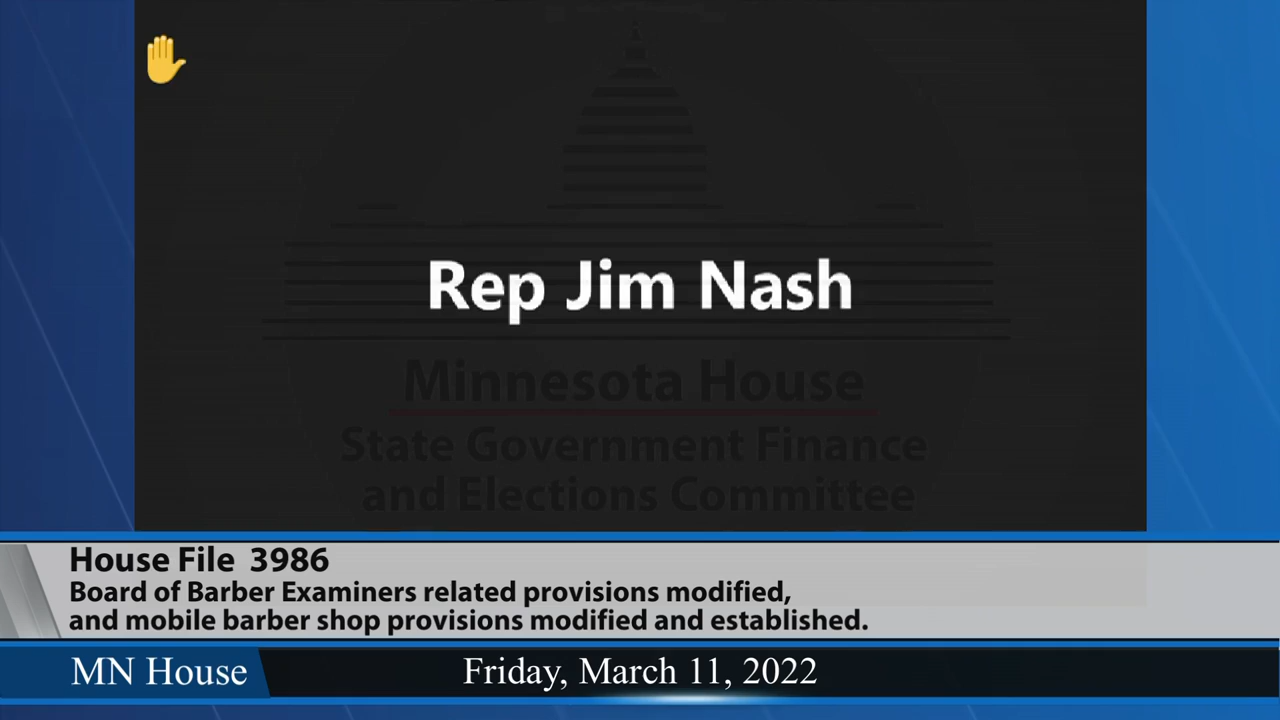 Rep Jim Nash
Minnesota House
State Government Finance
and Elections Committee
House File 3986
Board of Barber Examiners related provisions modified,
and mobile barber shop provisions modified and established.
MN House
Friday, March 11, 2022